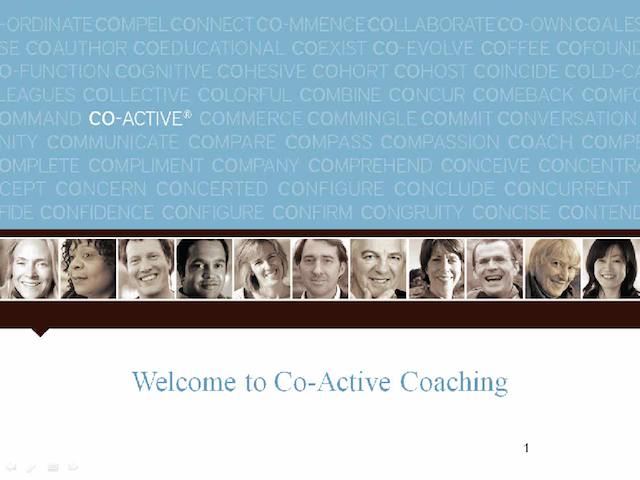 -ORDINATE COMPEL CONNECT CO-MMENCE COLLABORATE CO-OWN COALES
SE COAUTHOR COEDUCATIONAL COEXIST CO-EVOLVE COFFEE COFOUN
O-FUNCTION COGNITIVE COHESIVE COHORT COHOST COINCIDE COLD-CA
LEAGUES COLLECTIVE COLORFUL COMBINE CONCUR COMEBACK COMFO
OMMAND CO-ACTIVE® COMMERCE COMMINGLE COMMIT CONVERSATION
NITY COMMUNICATE COMPARE COMPASS COMPASSION COACH COMPE
OMPLETE COMPLIMENT COMPANY COMPREHEND CONCEIVE CONCENTR
CEPT CONCERN CONCERTED CONFIGURE CONCLUDE CONCURRENT
FIDE CONFIDENCE CONFIGURE CONFIRM CONGRUITY CONCISE CONTEND
Welcome to Co-Active Coaching
1